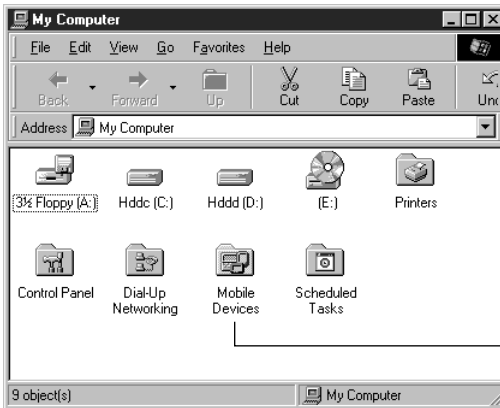 My Computer
File Edit View Go Favorites Help
Back Forward Up Cut Copy Paste Und
Address My Computer
3½ Floppy (A:) Hddc (C:) Hddd (D:) (E:) Printers
Control Panel Dial-Up Networking Mobile Devices Scheduled Tasks
9 object(s) My Computer